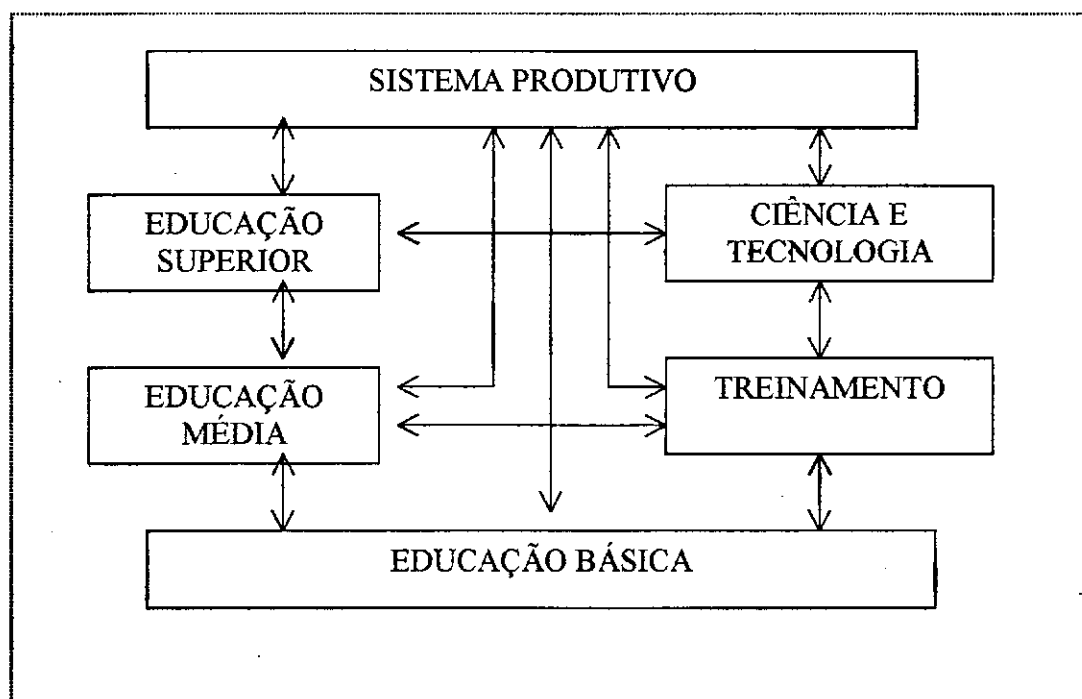 SISTEMA PRODUTIVO
EDUCAÇÃO
SUPERIOR
CIÊNCIA E
TECNOLOGIA
EDUCAÇÃO
MÉDIA
TREINAMENTO
EDUCAÇÃO BÁSICA